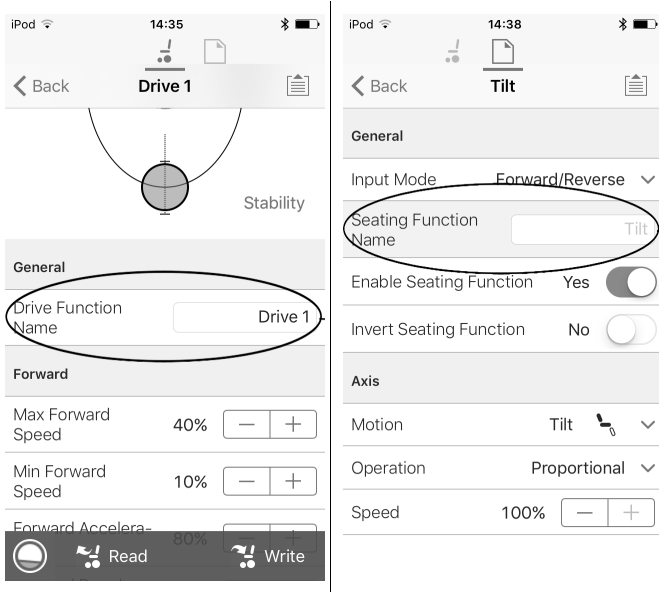 iPod 14:35
Back Drive 1
Stability
General
Drive Function
Name
Drive 1
Forward
Max Forward
Speed
40%
Min Forward
Speed
10%
Forward Accelera-
80%
Read Write
iPod 14:38
Back Tilt
General
Input Mode Forward/Reverse
Seating Function
Name
Tilt
Enable Seating Function Yes
Invert Seating Function No
Axis
Motion Tilt
Operation Proportional
Speed 100%